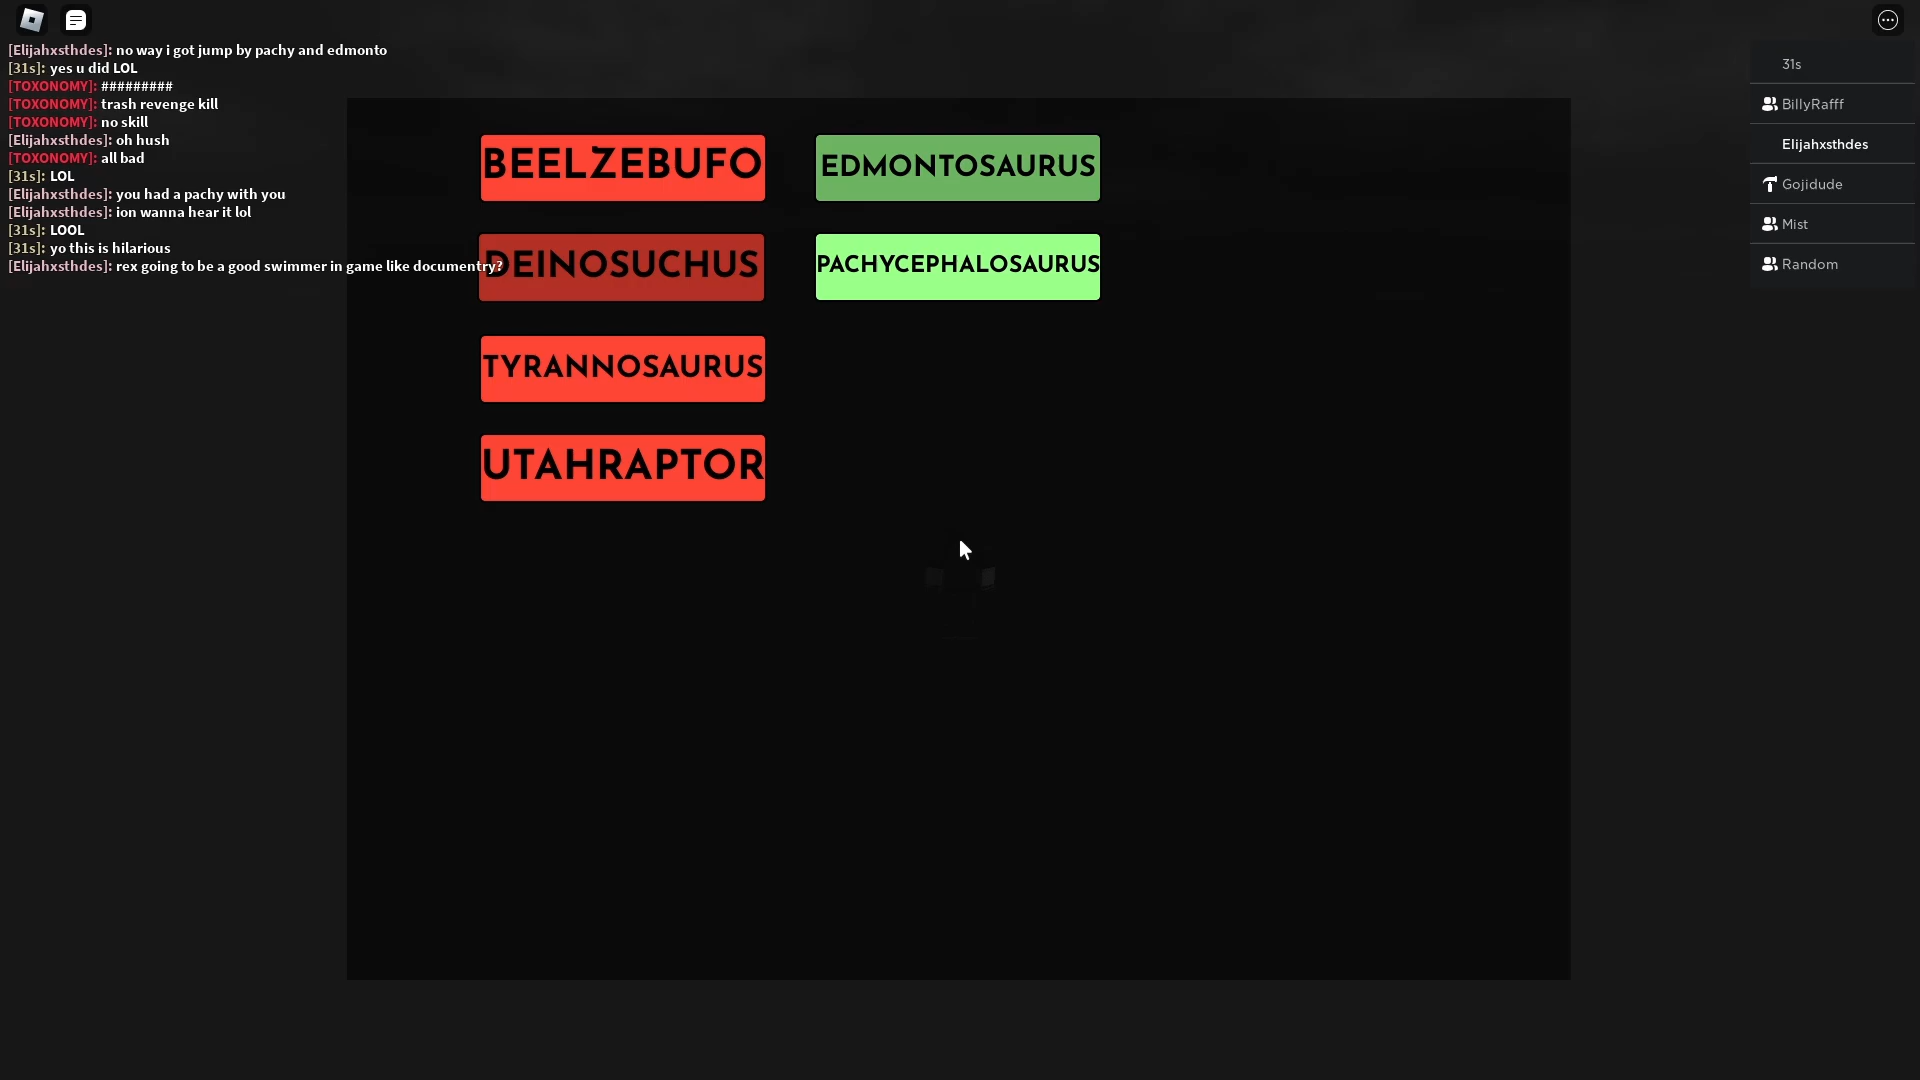 [Elijahxsthdes]: no way i got jump by pachy and edmonto
[31s]: yes u did LOL
[TOXONOMY]: #########
[TOXONOMY]: trash revenge kill
[TOXONOMY]: no skill
[Elijahxsthdes]: oh hush
[TOXONOMY]: all bad
[31s]: LOL
[Elijahxsthdes]: you had a pachy with you
[Elijahxsthdes]: ion wanna hear it lol
[31s]: LOOL
[31s]: yo this is hilarious
[Elijahxsthdes]: rex going to be a good swimmer in game like documentry?
BEELZEBUFO
DEINOSUCHUS
TYRANNOSAURUS
UTAHRAPTOR
EDMONTOSAURUS
PACHYCEPHALOSAURUS
31s
BillyRafff
Elijahxsthdes
Gojidude
Mist
Random